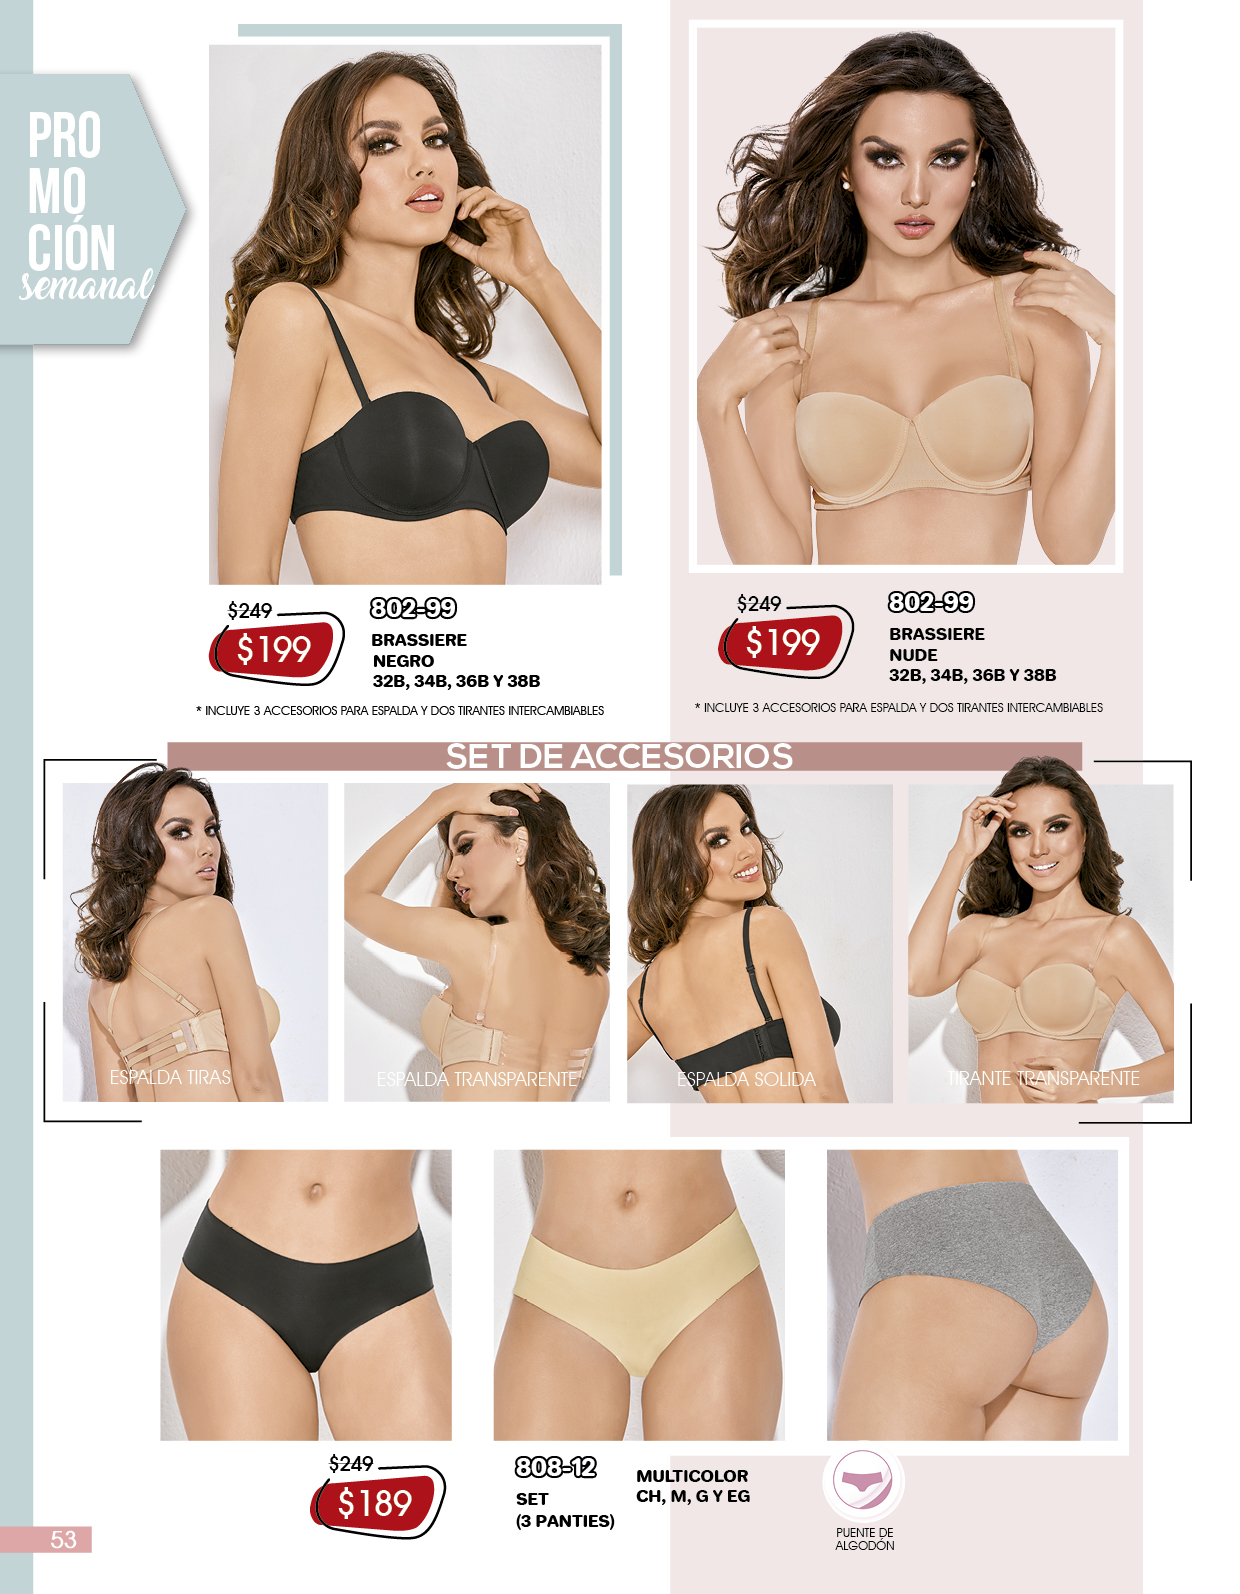 PRO
MO
CIÓN
semanal
$249
$199
802-99
BRASSIERE
NEGRO
32B, 34B, 36B Y 38B
* INCLUYE 3 ACCESORIOS PARA ESPALDA Y DOS TIRANTES INTERCAMBIABLES
$249
$199
802-99
BRASSIERE
NUDE
32B, 34B, 36B Y 38B
* INCLUYE 3 ACCESORIOS PARA ESPALDA Y DOS TIRANTES INTERCAMBIABLES
SET DE ACCESORIOS
ESPALDA TIRAS
ESPALDA TRANSPARENTE
ESPALDA SOLIDA
TIRANTE TRANSPARENTE
$249
$189
808-12
SET
(3 PANTIES)
MULTICOLOR
CH, M, G Y EG
PUENTE DE
ALGODÓN
53